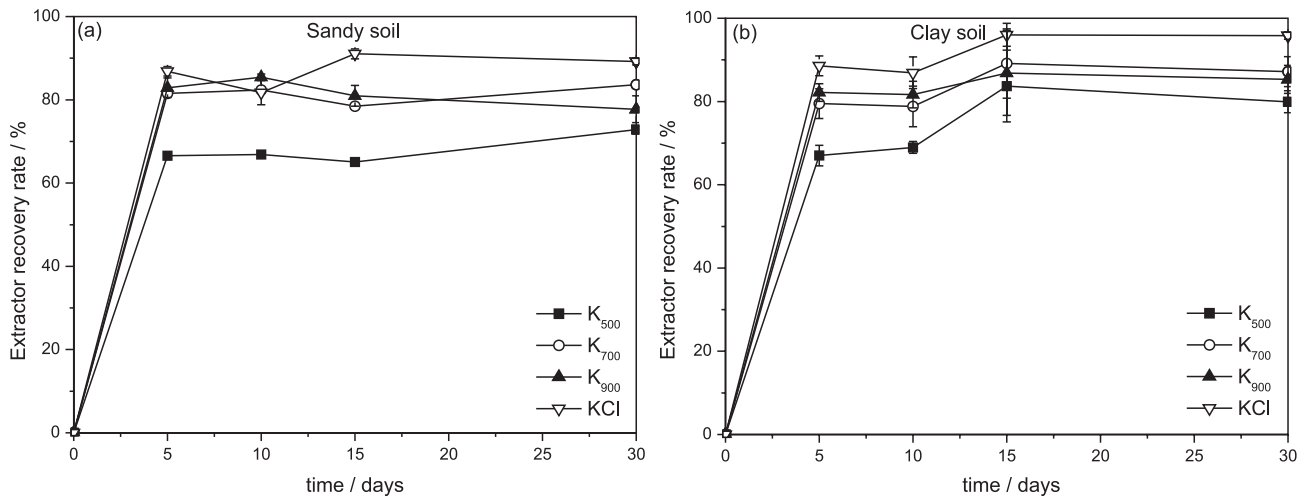 (a)
Sandy soil
Extractor recovery rate / %
100
80
60
40
20
0
K500
K700
K900
KCl
0 5 10 15 20 25 30
time / days
(b)
Clay soil
Extractor recovery rate / %
100
80
60
40
20
0
K500
K700
K900
KCl
0 5 10 15 20 25 30
time / days